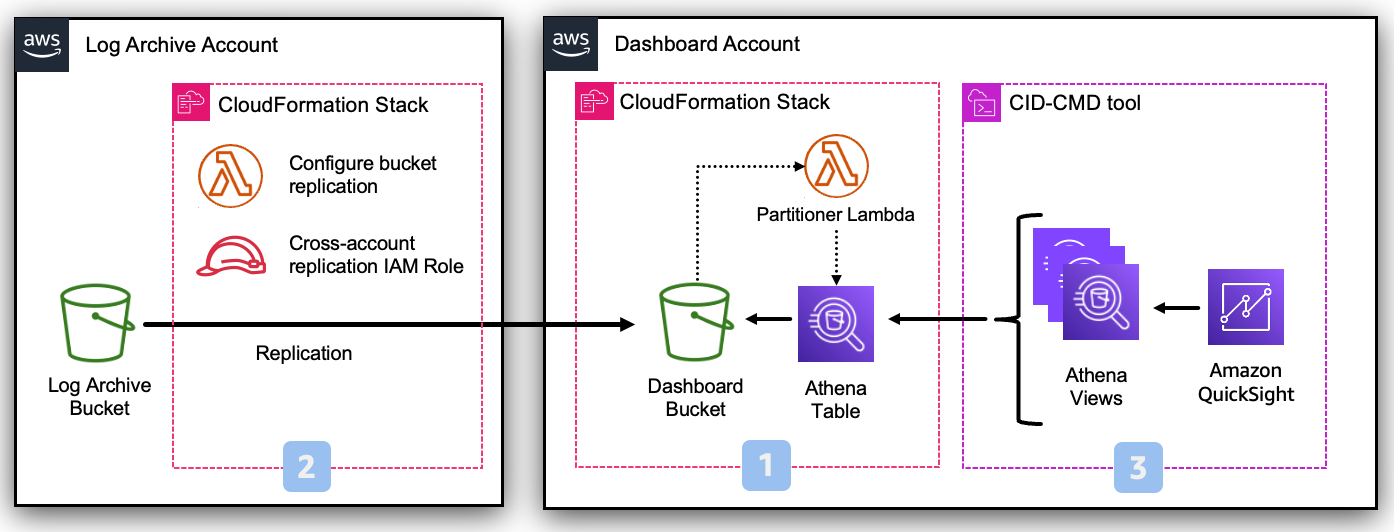 aws
Log Archive Account
CloudFormation Stack
Configure bucket
replication
Cross-account
replication IAM Role
Log Archive
Bucket
Replication
2
aws
Dashboard Account
CloudFormation Stack
Partitioner Lambda
Dashboard
Bucket
Athena
Table
1
CID-CMD tool
Athena
Views
Amazon
QuickSight
3